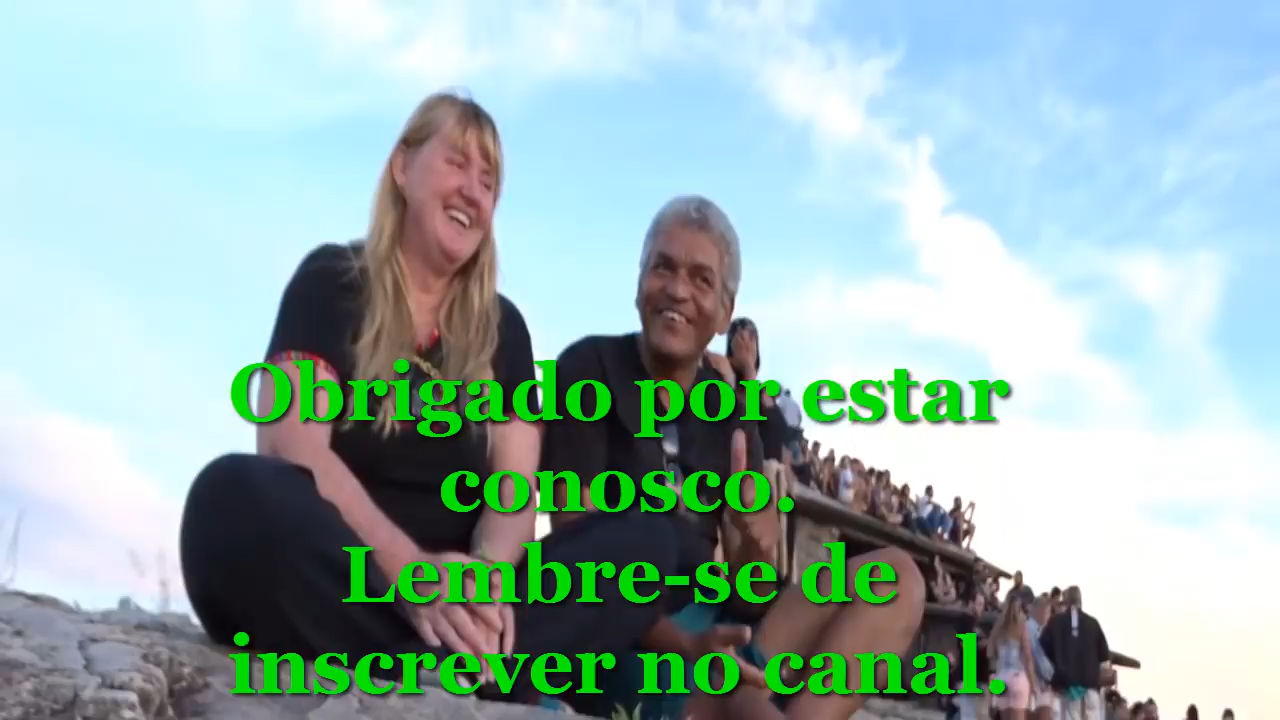 Obrigado por estar
conosco.
Lembre-se de
inscrever no canal.